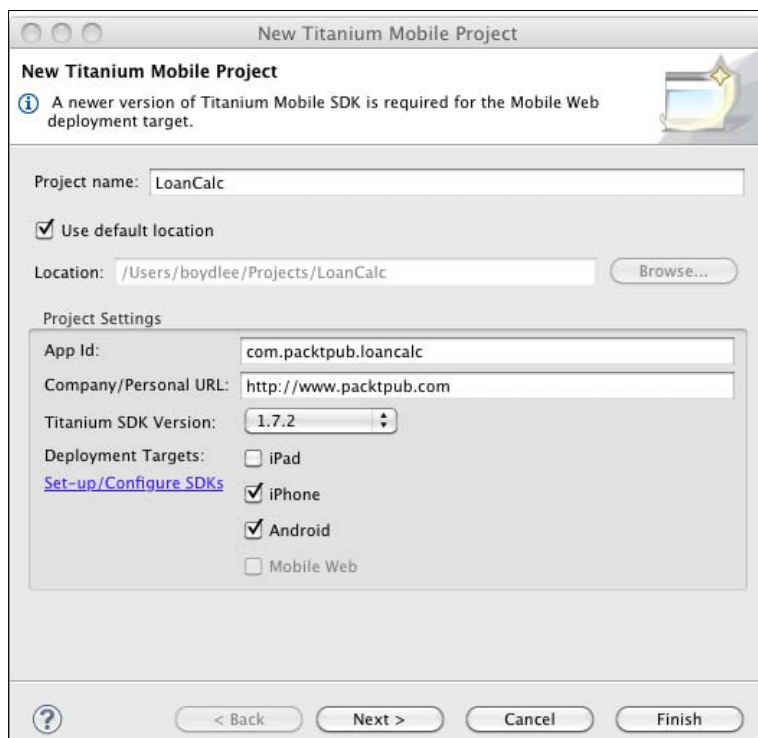 New Titanium Mobile Project
New Titanium Mobile Project
A newer version of Titanium Mobile SDK is required for the Mobile Web
deployment target.
Project name: LoanCalc
Use default location
Location: /Users/boydlee/Projects/LoanCalc Browse...
Project Settings
App Id: com.packtpub.loancalc
Company/Personal URL: http://www.packtpub.com
Titanium SDK Version: 1.7.2
Deployment Targets: iPad
Set-up/Configure SDKs
iPhone
Android
Mobile Web
? < Back Next > Cancel Finish